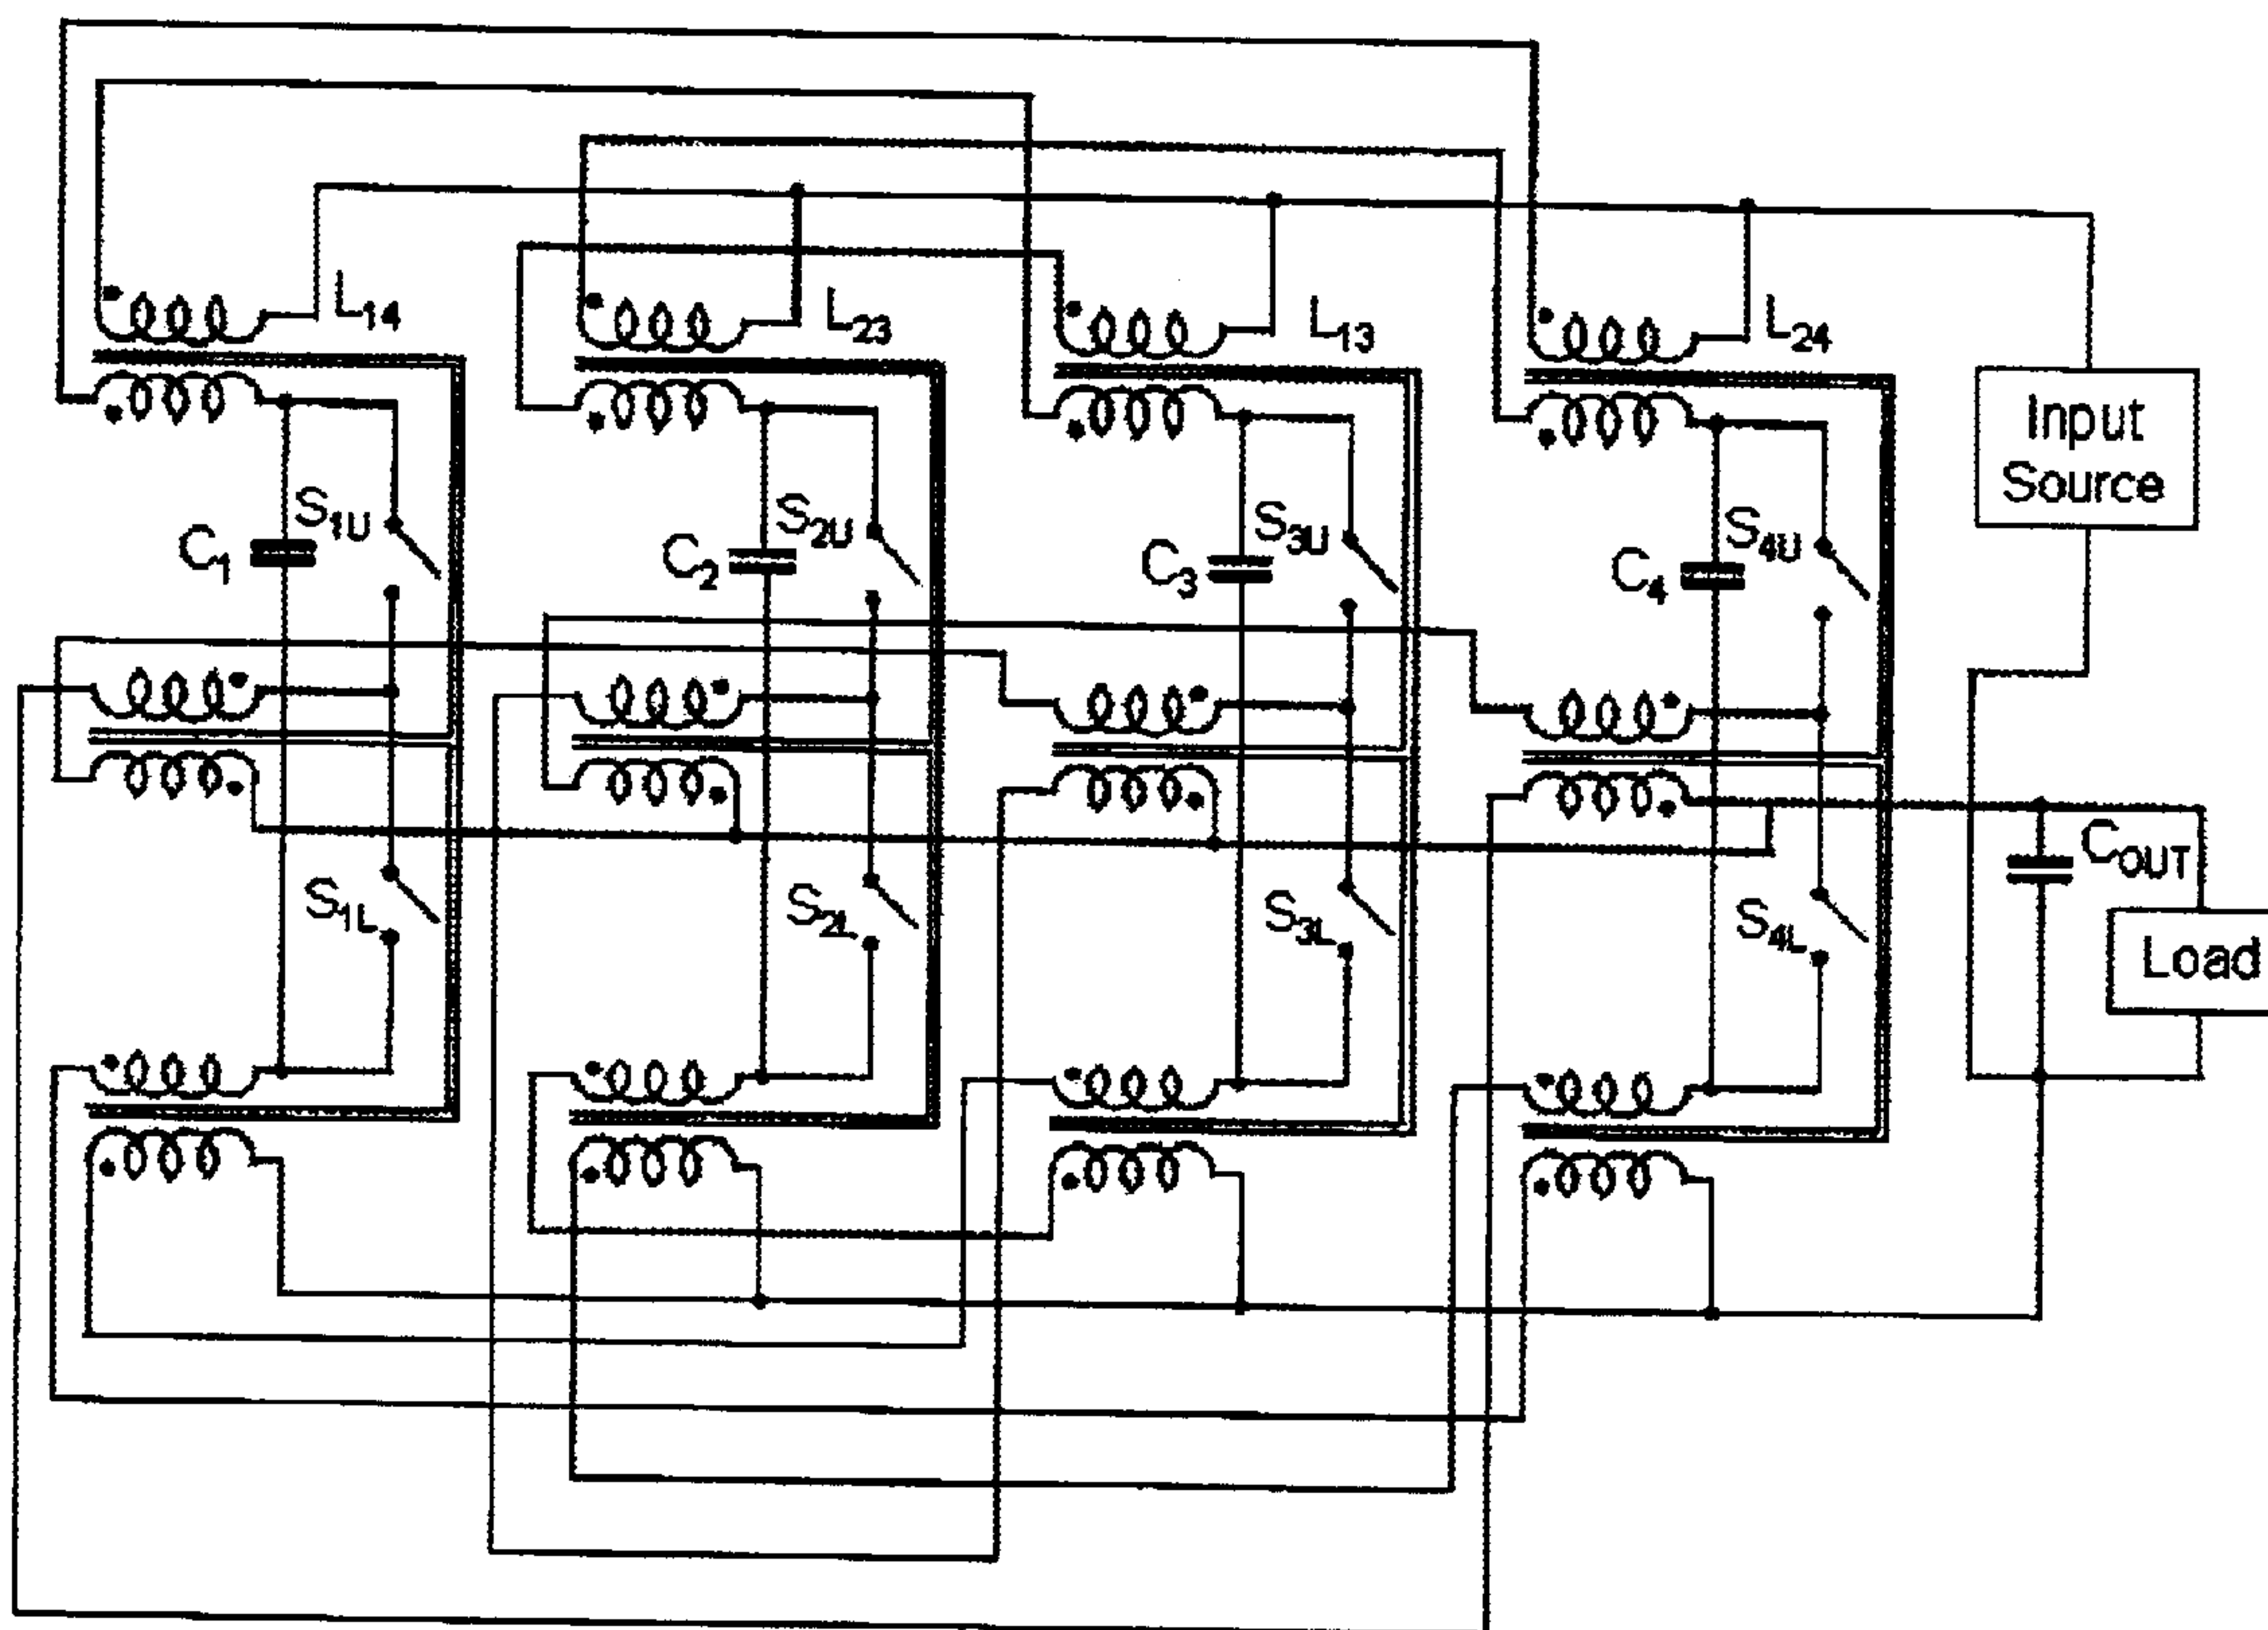 L14
L23
L13
L24
Input
Source
S1U
C1
S2U
C2
S3U
C3
S4U
C4
COUT
S1L
S2L
S3L
S4L
Load